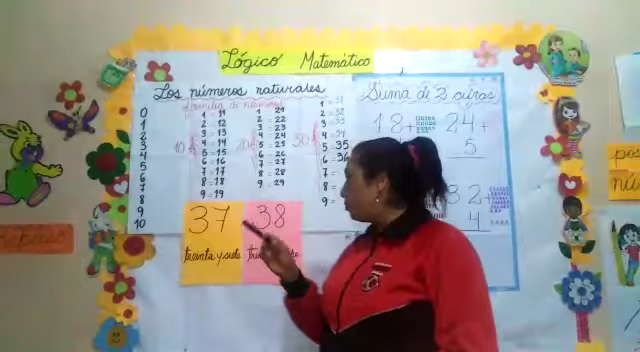 Lógico Matemático
Los números naturales
Familia de números
0
1
2
3
4
5
6
7
8
9
10
10
1 = 11
2 = 12
3 = 13
4 = 14
5 = 15
6 = 16
7 = 17
8 = 18
9 = 19
20
1 = 21
2 = 22
3 = 23
4 = 24
5 = 25
6 = 26
7 = 27
8 = 28
9 = 29
30
1 = 31
2 = 32
3 = 33
4 = 34
5 = 35
6 = 36
7 =
8 =
9 =
Suma de 2 cifras
24+
5
32+
4
37
treinta y siete
38